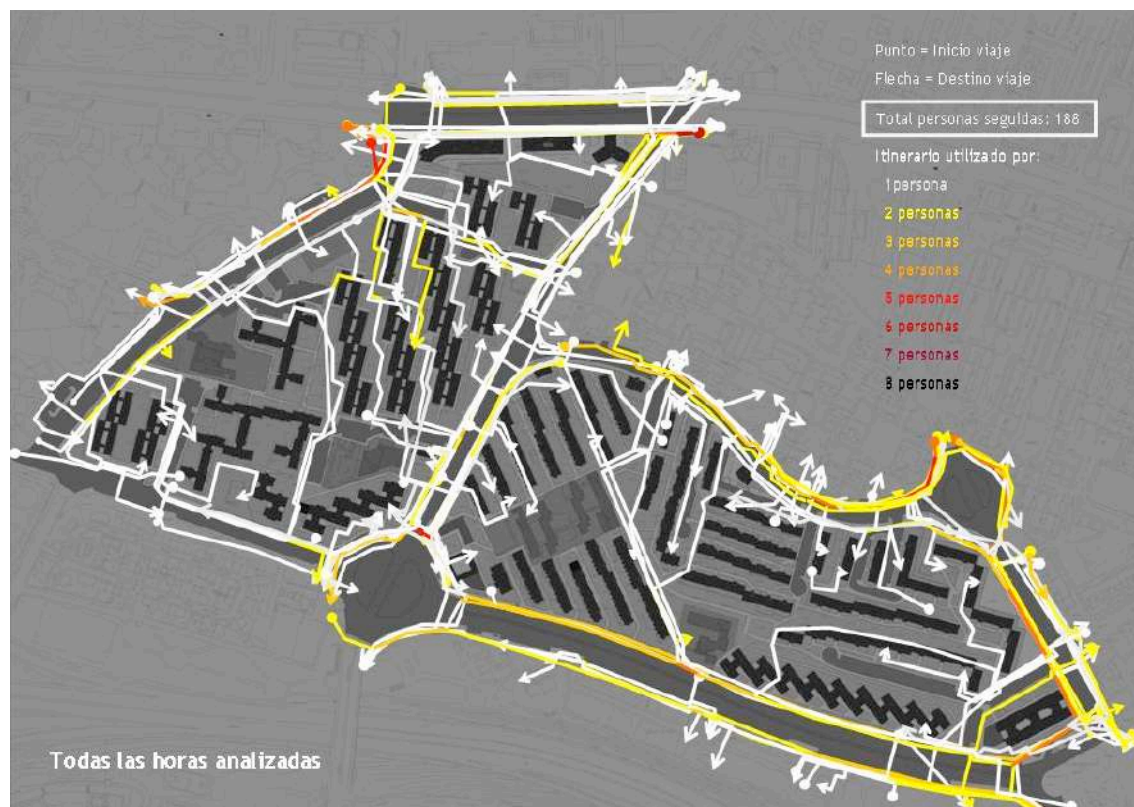 Punto = Inicio viaje
Flecha = Destino viaje
Total personas seguidas: 188
Itinerario utilizado por:
1 persona
2 personas
3 personas
4 personas
5 personas
6 personas
7 personas
8 personas
Todas las horas analizadas